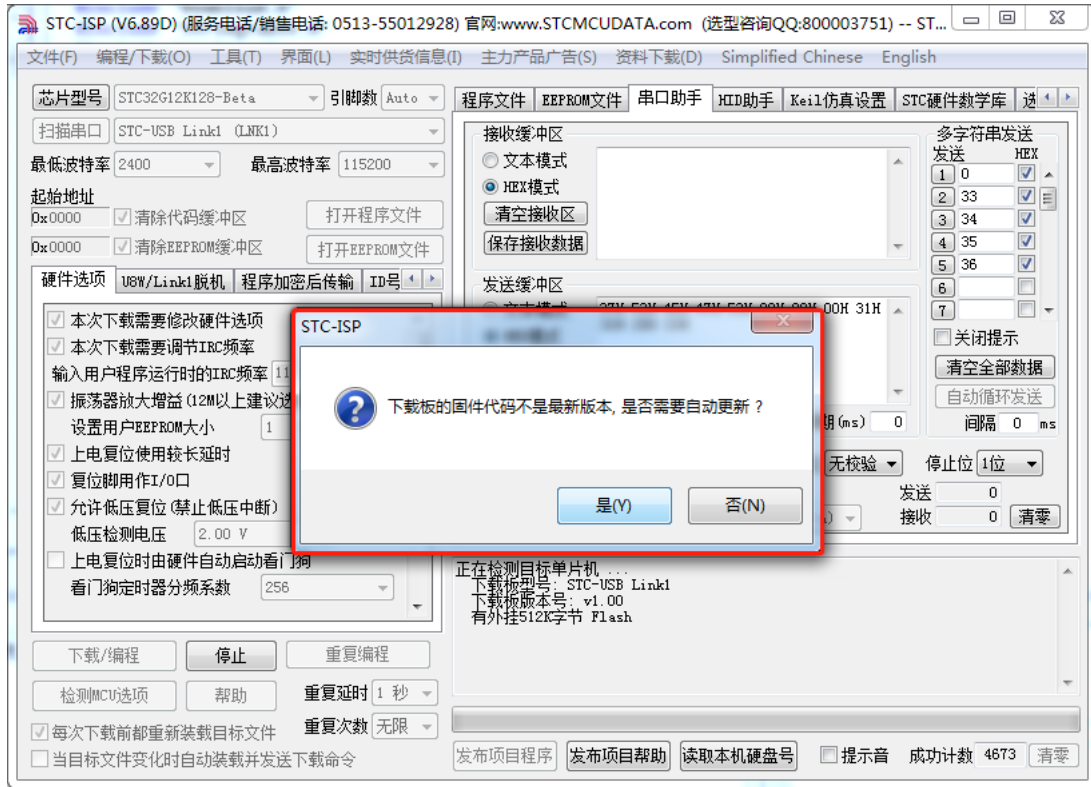 STC-ISP (V6.89D) (服务电话/销售电话: 0513-55012928) 官网:www.STCMCUDATA.com (选型咨询QQ:800003751) -- ST...
文件(F) 编程/下载(O) 工具(T) 界面(L) 实时供货信息(I) 主力产品广告(S) 资料下载(D) Simplified Chinese English
芯片型号 STC32G12K128-Beta 引脚数 Auto
扫描串口 STC-USB Link1 (LNK1)
最低波特率 2400 最高波特率 115200
起始地址
0x0000 清除代码缓冲区 打开程序文件
0x0000 清除EEPROM缓冲区 打开EEPROM文件
硬件选项 U8W/Link1脱机 程序加密后传输 ID号
本次下载需要修改硬件选项
本次下载需要调节IRC频率
输入用户程序运行时的IRC频率 11
振荡器放大增益(12M以上建议选
设置用户EEPROM大小 1
上电复位使用较长延时
复位脚用作I/O口
允许低压复位(禁止低压中断)
低压检测电压 2.00 V
上电复位时由硬件自动启动看门狗
看门狗定时器分频系数 256
下载/编程 停止 重复编程
检测MCU选项 帮助 重复延时 1 秒
每次下载前都重新装载目标文件 重复次数 无限
当目标文件变化时自动装载并发送下载命令
程序文件 EEPROM文件 串口助手 HID助手 Keil仿真设置 STC硬件数学库 选
接收缓冲区
文本模式
HEX模式
清空接收区
保存接收数据
发送缓冲区
00H 31H
多字符串发送
发送 HEX
1 0
2 33
3 34
4 35
5 36
6
7
关闭提示
清空全部数据
自动循环发送
间隔 0 ms
期(ms) 0
无校验 停止位 1位
发送 0
接收 0 清零
STC-ISP
下载板的固件代码不是最新版本, 是否需要自动更新 ?
是(Y) 否(N)
正在检测目标单片机 ...
下载板型号: STC-USB Link1
下载板版本号: v1.00
有外挂512K字节 Flash
发布项目程序 发布项目帮助 读取本机硬盘号 提示音 成功计数 4673 清零